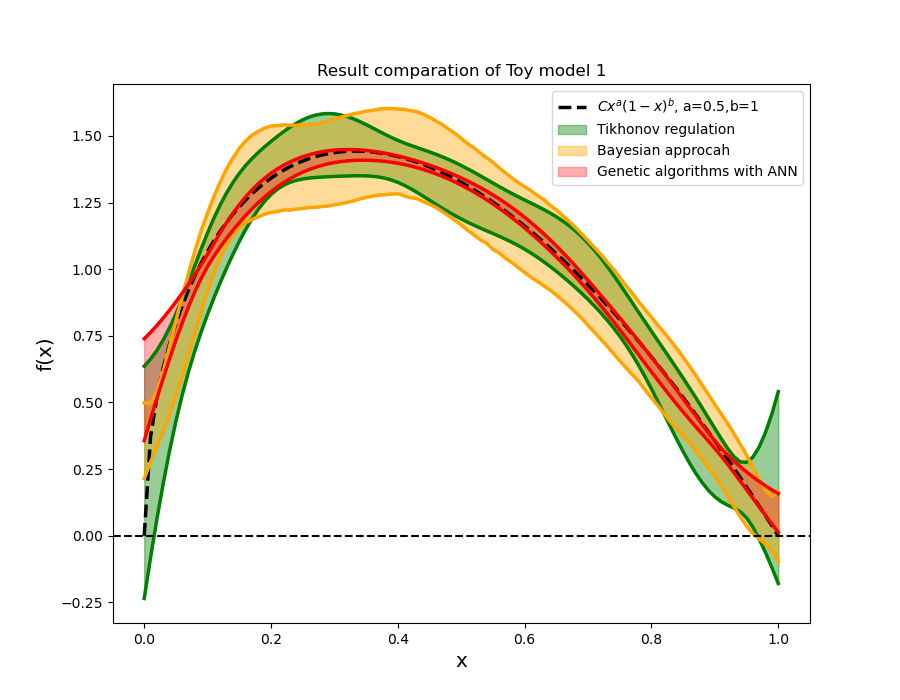 Result comparation of Toy model 1
Cx^a(1 − x)^b, a=0.5,b=1
Tikhonov regulation
Bayesian approcah
Genetic algorithms with ANN
1.50
1.25
1.00
0.75
0.50
0.25
0.00
−0.25
f(x)
0.0 0.2 0.4 0.6 0.8 1.0
x